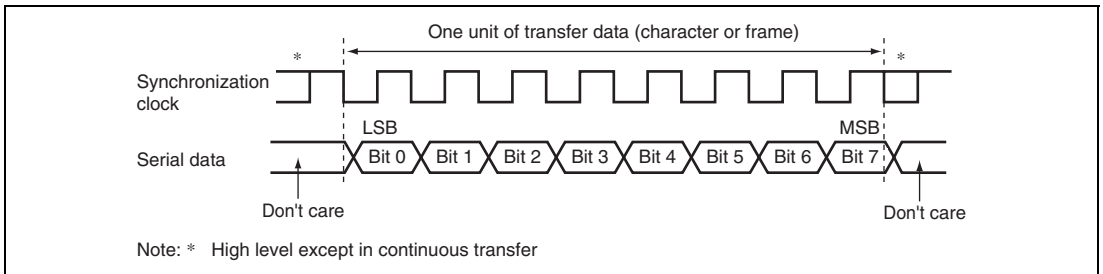 One unit of transfer data (character or frame)
* *
Synchronization
clock
LSB MSB
Serial data Bit 0 Bit 1 Bit 2 Bit 3 Bit 4 Bit 5 Bit 6 Bit 7
Don't care Don't care
Note: * High level except in continuous transfer